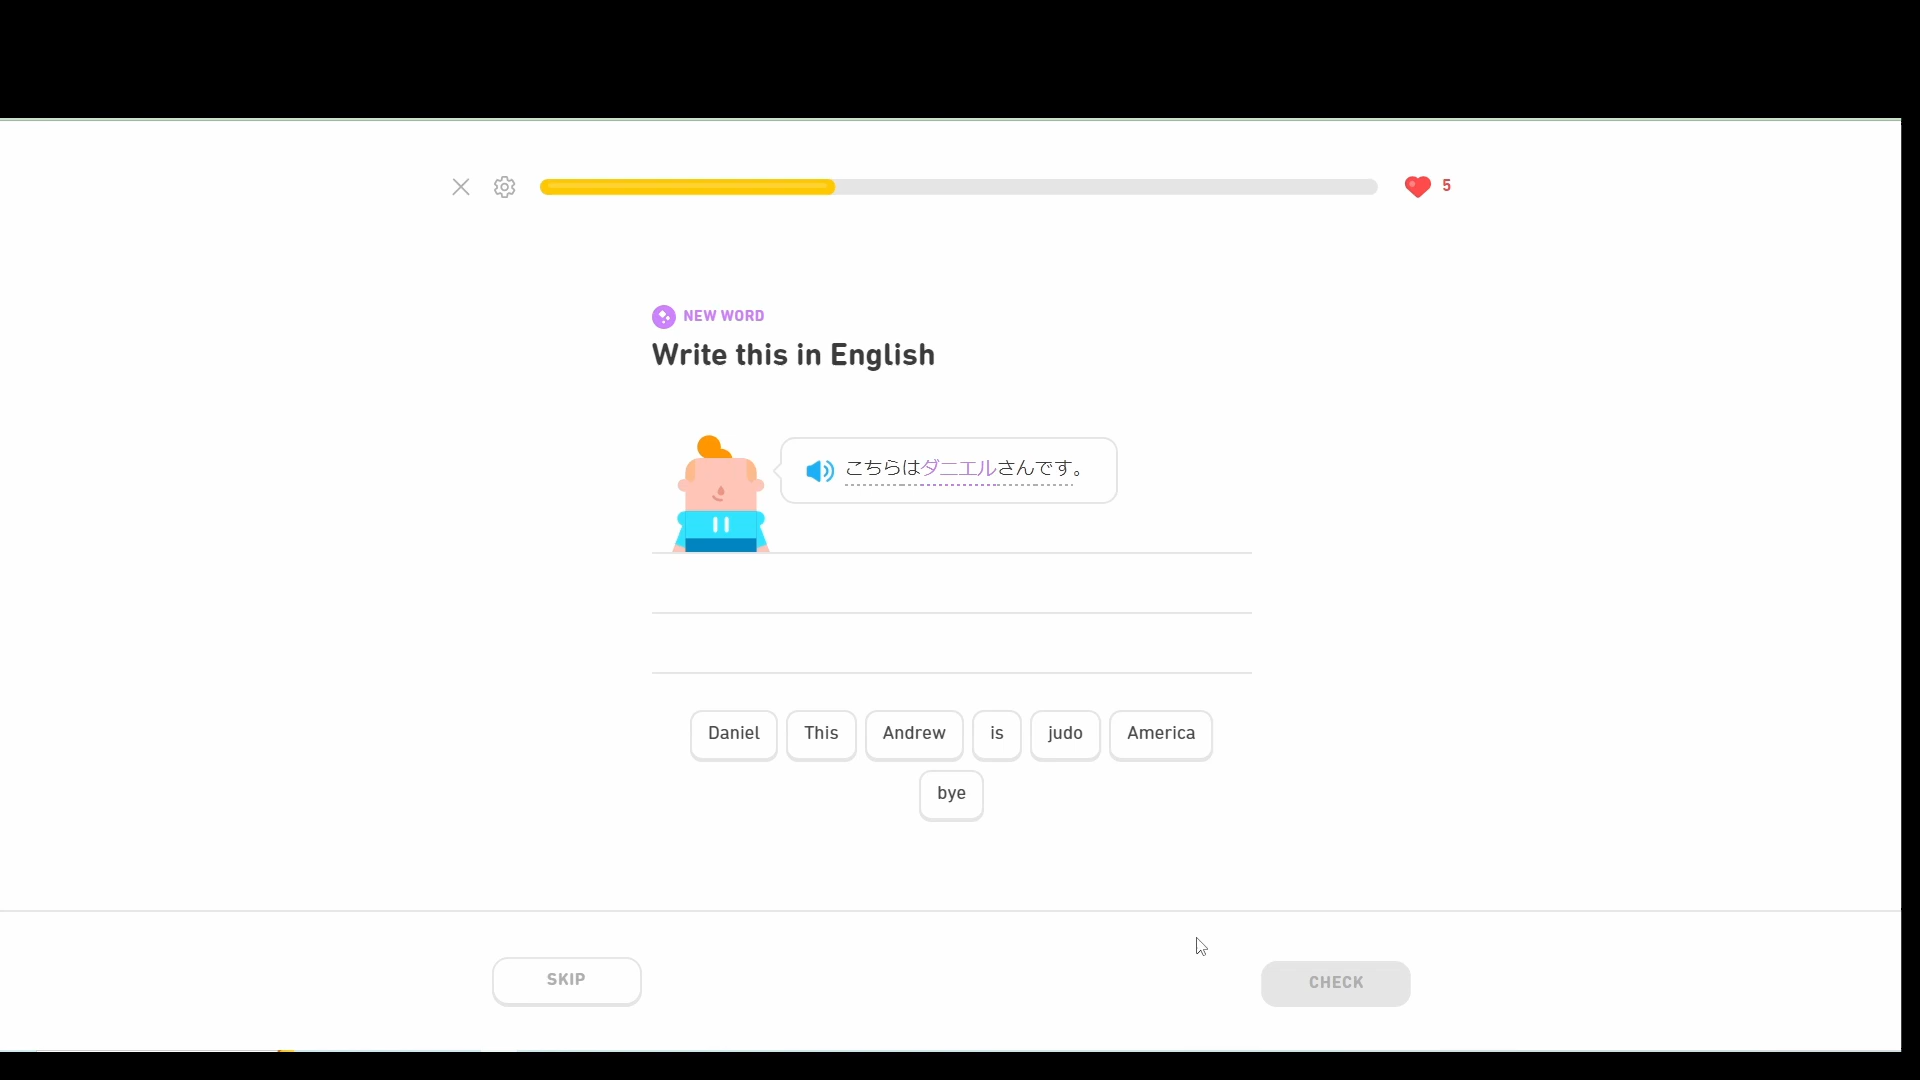 5
NEW WORD
Write this in English
こちらはダニエルさんです。
Daniel This Andrew is judo America
bye
SKIP CHECK